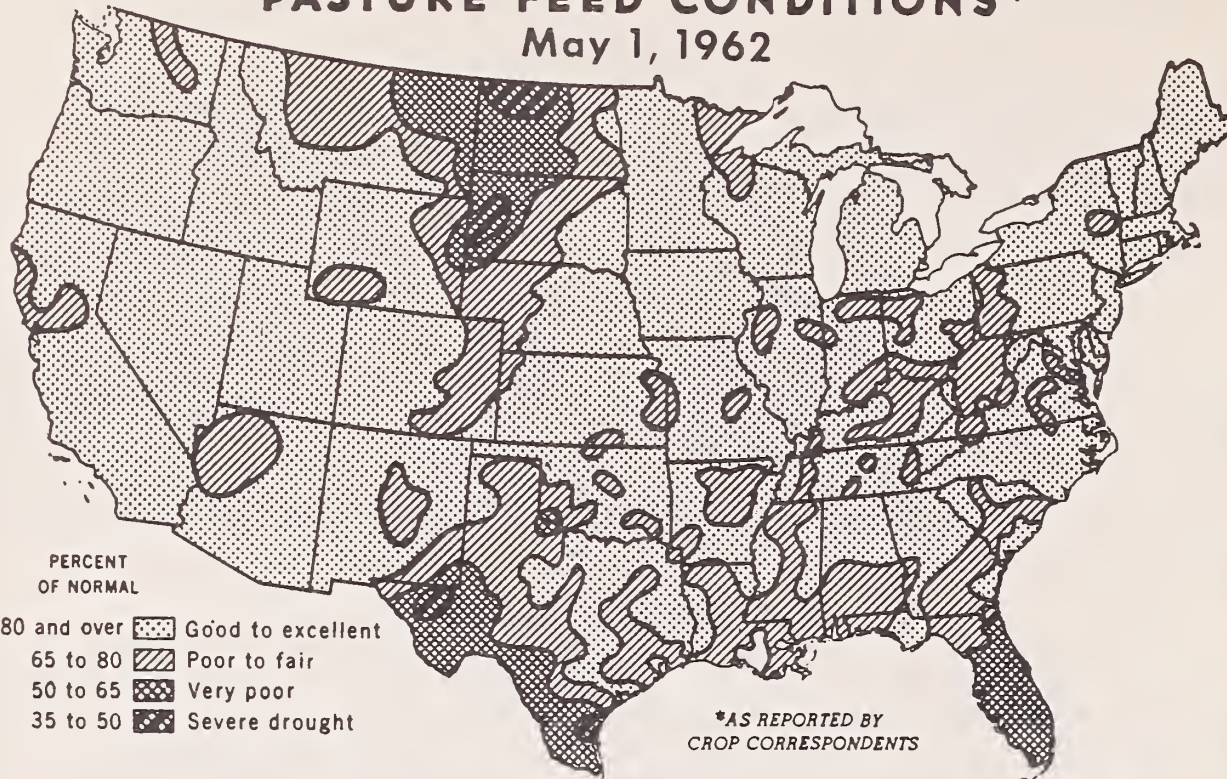 PASTURE FEED CONDITIONS*
May 1, 1962
PERCENT
OF NORMAL
80 and over Good to excellent
65 to 80 Poor to fair
50 to 65 Very poor
35 to 50 Severe drought
*AS REPORTED BY
CROP CORRESPONDENTS